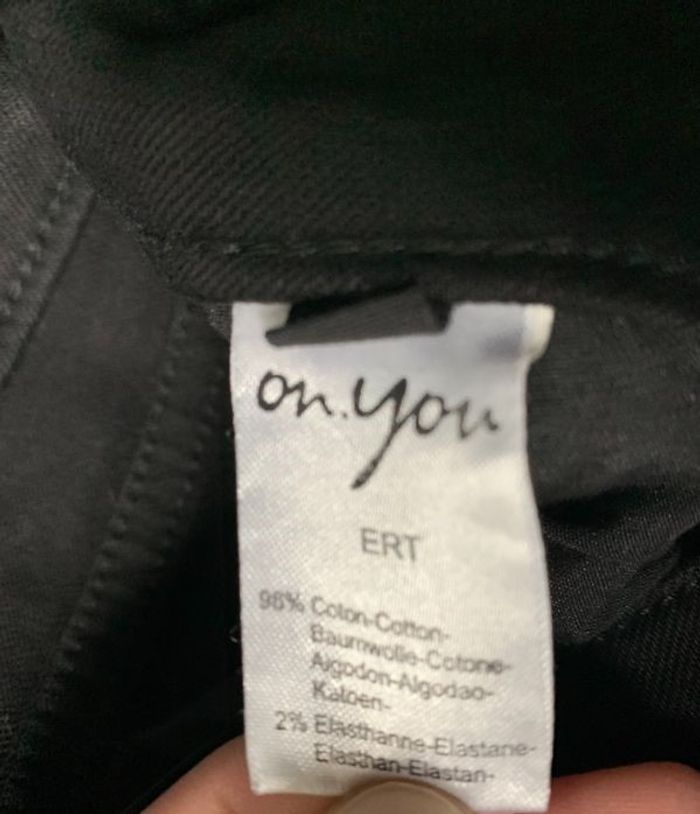 on.you
ERT
98% Coton-Cotton-
Baumwolle-Cotone-
Algodon-Algodao-
Katoen-
2% Elasthanne-Elastane-
Elasthan-Elastan-